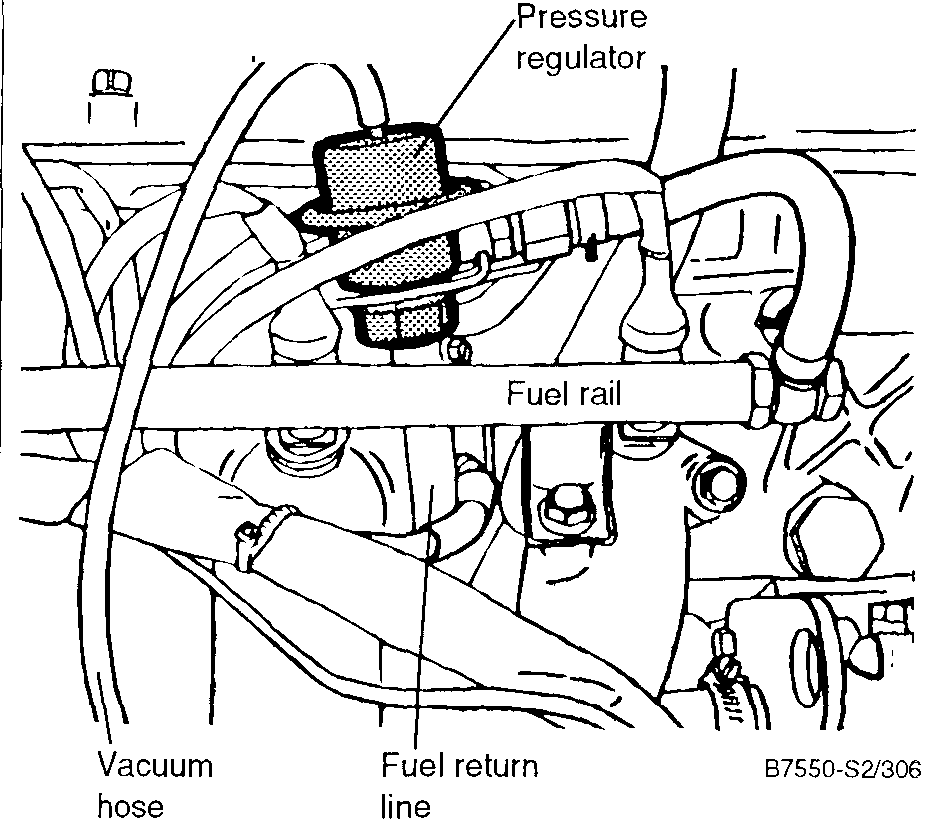 Pressure
regulator
Fuel rail
Vacuum
hose
Fuel return
line
B7550-S2/306